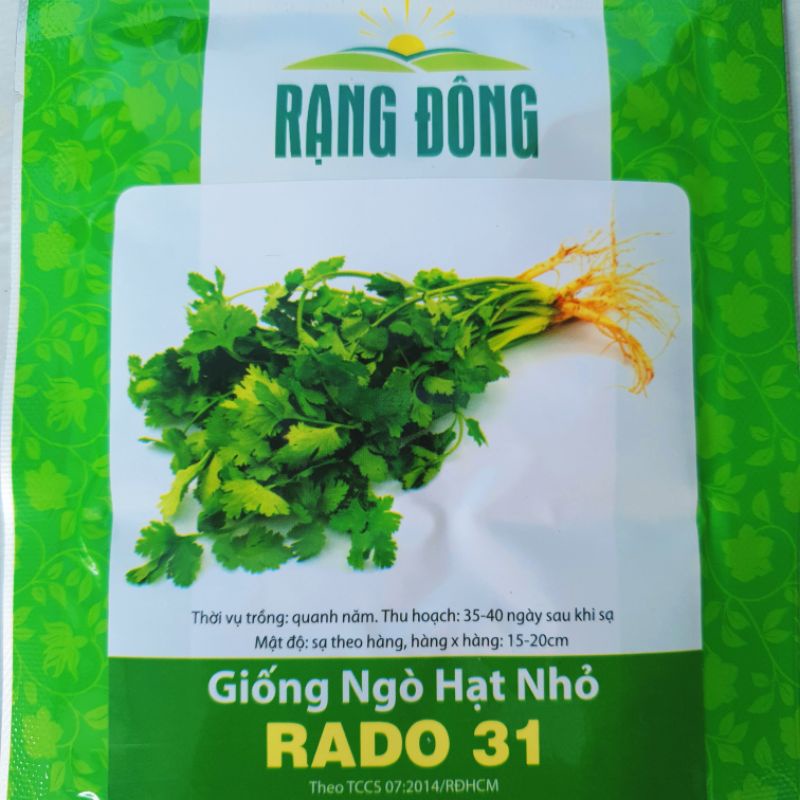 RẠNG ĐÔNG
Thời vụ trồng: quanh năm. Thu hoạch: 35-40 ngày sau khi sạ
Mật độ: sạ theo hàng, hàng x hàng: 15-20cm
Giống Ngò Hạt Nhỏ
RADO 31
Theo TCCS 07:2014/RĐHCM